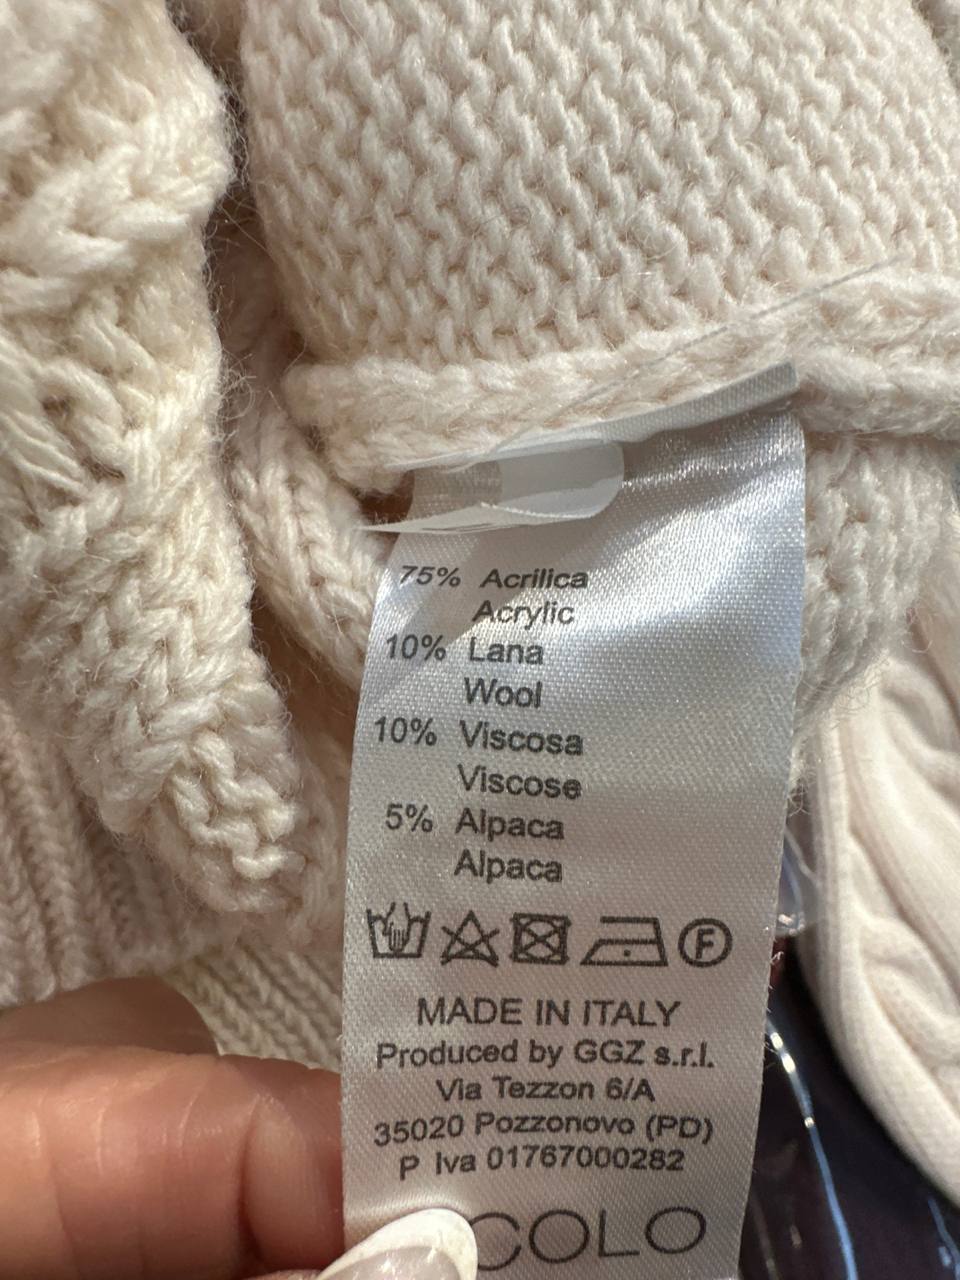 75% Acrilica
Acrylic
10% Lana
Wool
10% Viscosa
Viscose
5% Alpaca
Alpaca
F
MADE IN ITALY
Produced by GGZ s.r.l.
Via Tezzon 6/A
35020 Pozzonovo (PD)
P Iva 01767000282